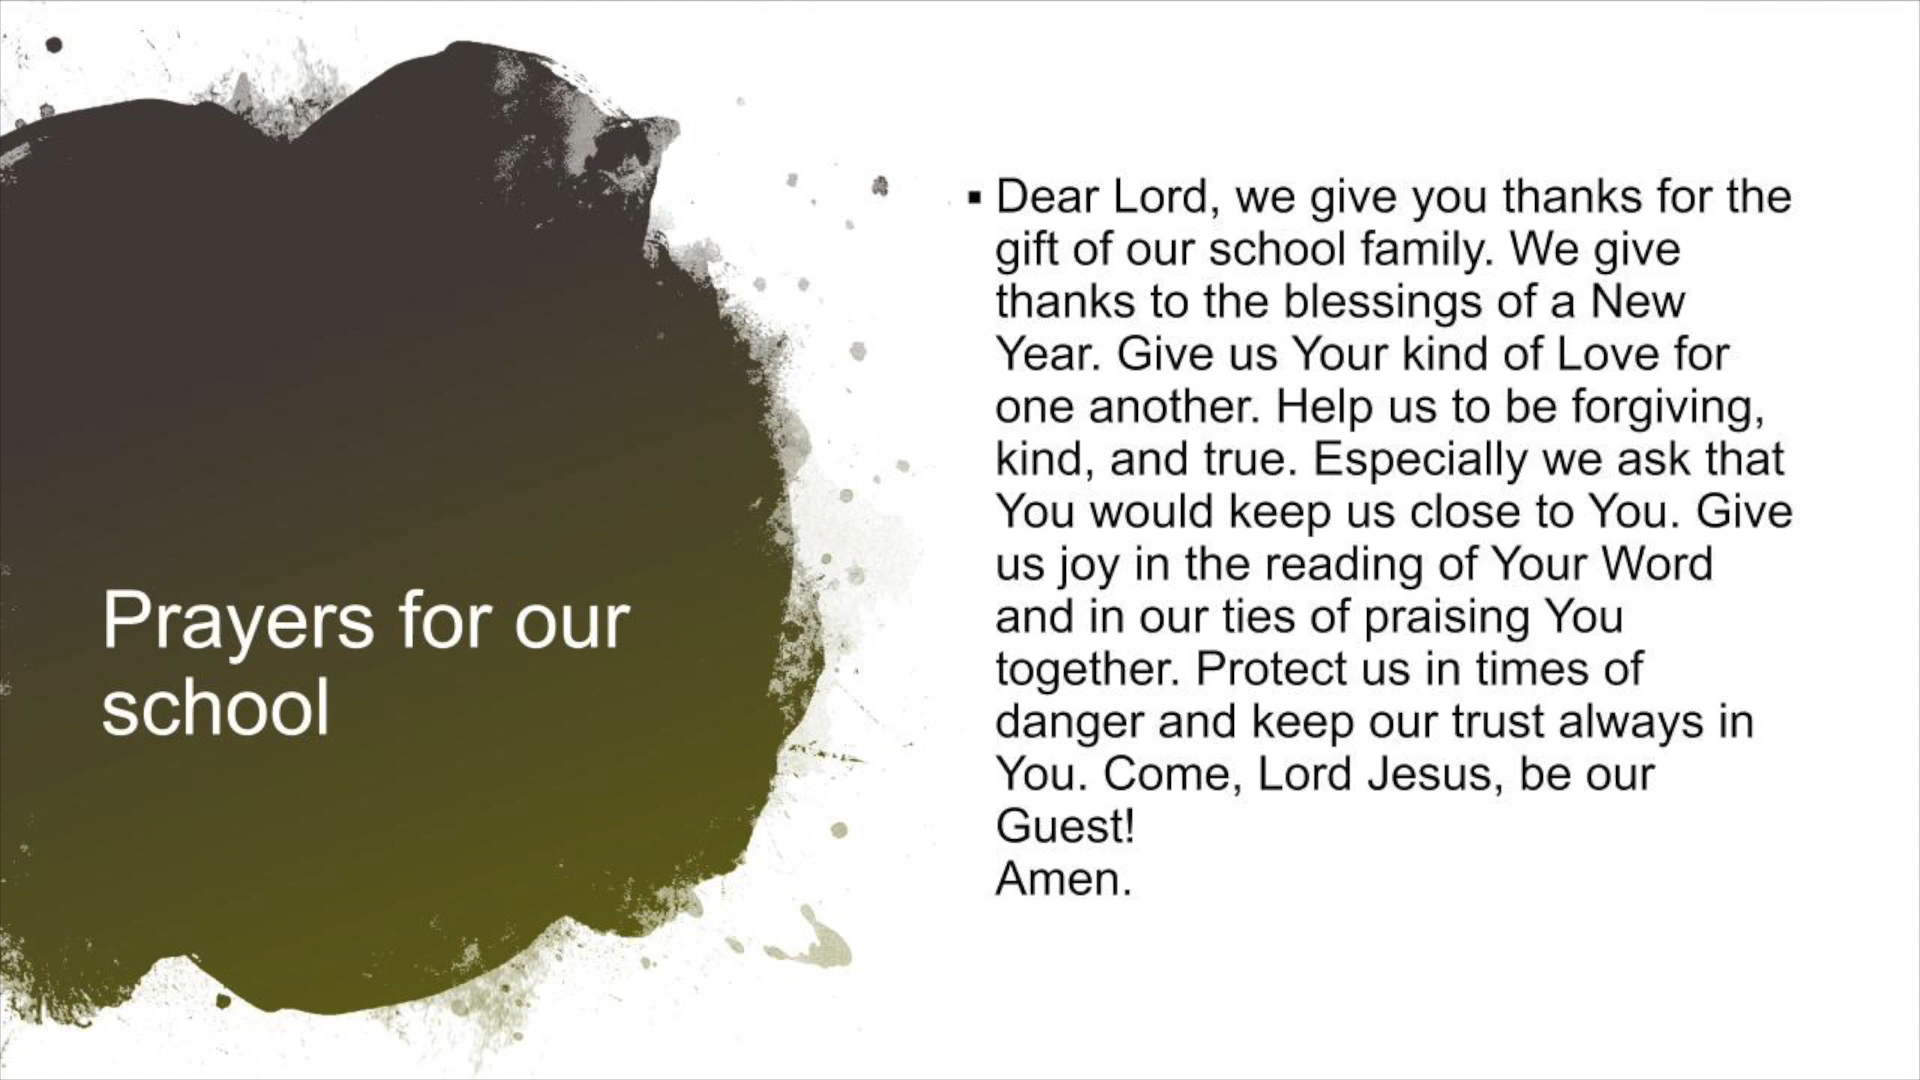 Prayers for our
school
▪ Dear Lord, we give you thanks for the
gift of our school family. We give
thanks to the blessings of a New
Year. Give us Your kind of Love for
one another. Help us to be forgiving,
kind, and true. Especially we ask that
You would keep us close to You. Give
us joy in the reading of Your Word
and in our ties of praising You
together. Protect us in times of
danger and keep our trust always in
You. Come, Lord Jesus, be our
Guest!
Amen.